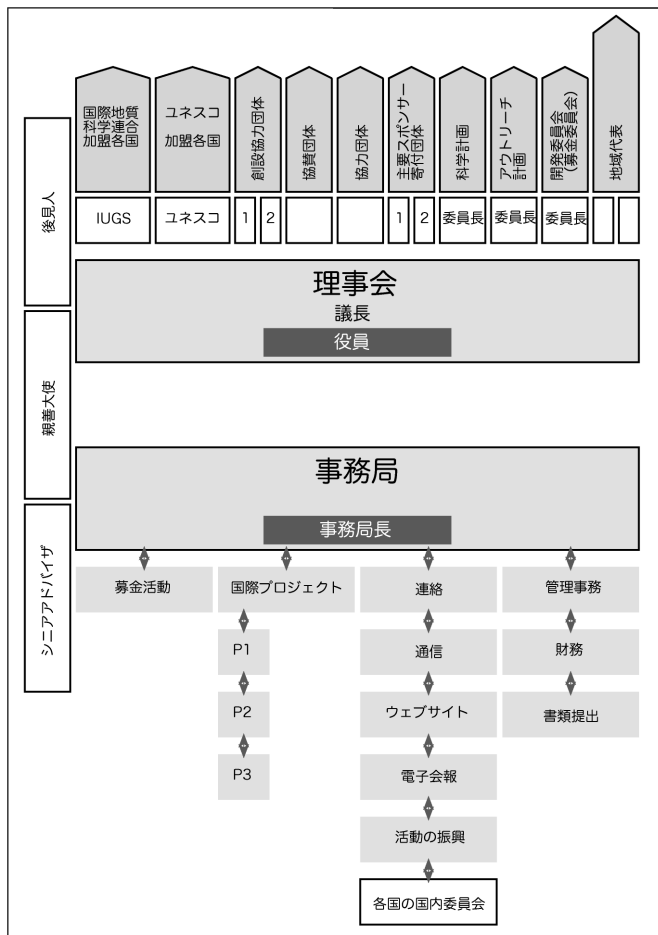 国際地質
科学連合
加盟各国
ユネスコ
加盟各国
創設協力団体
協賛団体
協力団体
主要スポンサー
寄付団体
科学計画
アウトリーチ
計画
開発委員会
（募金委員会）
地域代表
IUGS
ユネスコ
1
2
1
2
委員長
委員長
委員長
後見人
理事会
議長
役員
親善大使
事務局
事務局長
シニアアドバイザ
募金活動
国際プロジェクト
連絡
管理事務
P1
通信
財務
P2
ウェブサイト
書類提出
P3
電子会報
活動の振興
各国の国内委員会